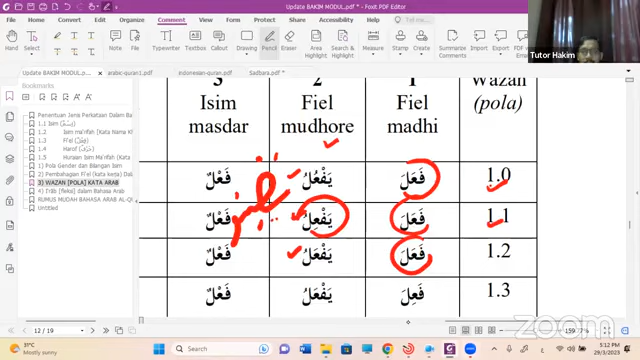 Update BAKIM MODUL.pdf * - Foxit PDF Editor
Tutor Hakim
File Home Convert Edit Organize Comment View Form Protect Share Help
Hand Select
Typewriter Note File Text Callout Drawing Pencil Eraser Area Highlight Search & Highlight Stamp Measure Summarize Comments Import Export
Update BAKIM MODUL.p... * arabic-quran1.pdf indonesian-quran.pdf Sadbara.pdf *
Bookmarks
Penentuan Jenis Perkataan Dalam Ba
1.1 Isim
1.2 Isim Ma'rifah (Kata Nama Kh
1.3 Fi'el
1.4 Harof
1.5 Huraian Isim Ma'rifah (Kata
1) Pola Gender dan Bilangan Isim
2) Pembahagian Fi'el (kata kerja) Dalam
3) WAZAN [POLA] KATA ARAB
4) I'rab (fleksi) dalam Bahasa Arab
RUMUS MUDAH BAHASA ARAB AL-Q
Untitled
3 2 1 Wazan
Isim Fiel Fiel (pola)
masdar mudhore madhi
فَعْلٌ يَفْعُلُ فَعَلَ 1.0
فَعْلٌ يَفْعِلُ فَعَلَ 1.1
فَعْلٌ يَفْعَلُ فَعَلَ 1.2
فَعْلٌ يَفْعَلُ فَعِلَ 1.3
12 / 19
159.77%
zoom
31°C
Mostly sunny
Search
5:12 PM
29/3/2023